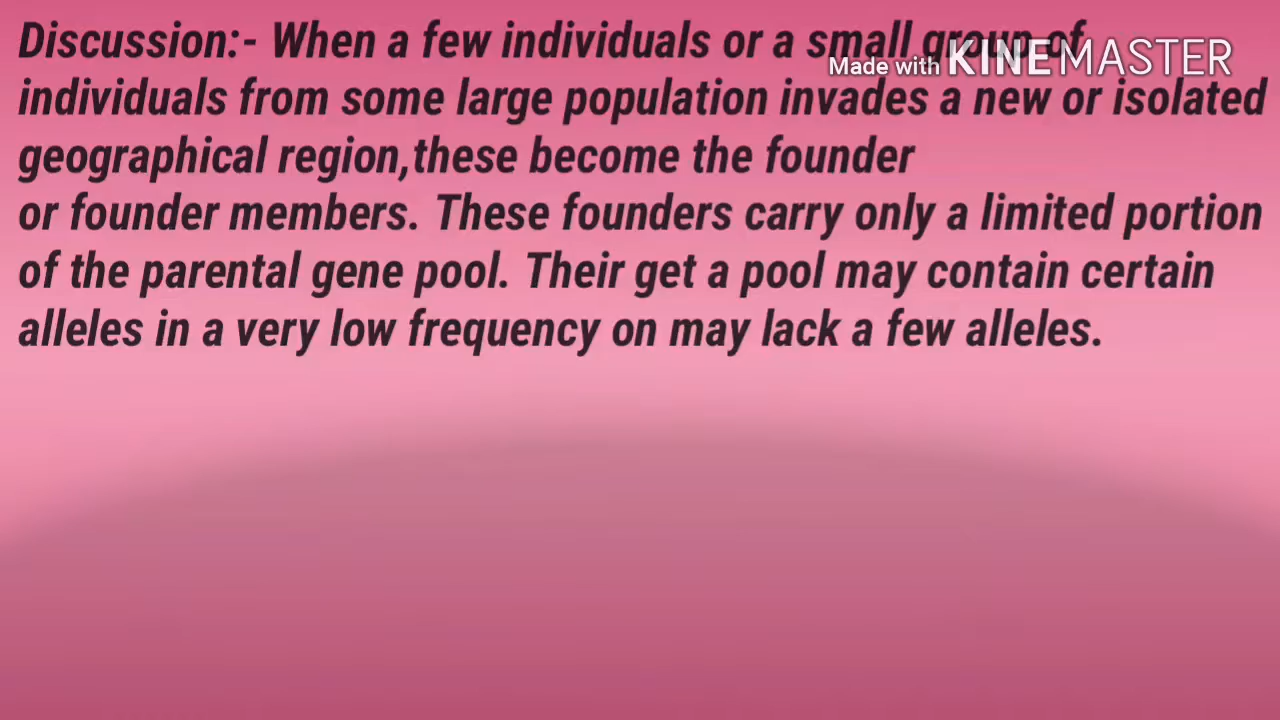 Discussion:- When a few individuals or a small group of
Made with KINEMASTER
individuals from some large population invades a new or isolated
geographical region,these become the founder
or founder members. These founders carry only a limited portion
of the parental gene pool. Their get a pool may contain certain
alleles in a very low frequency on may lack a few alleles.